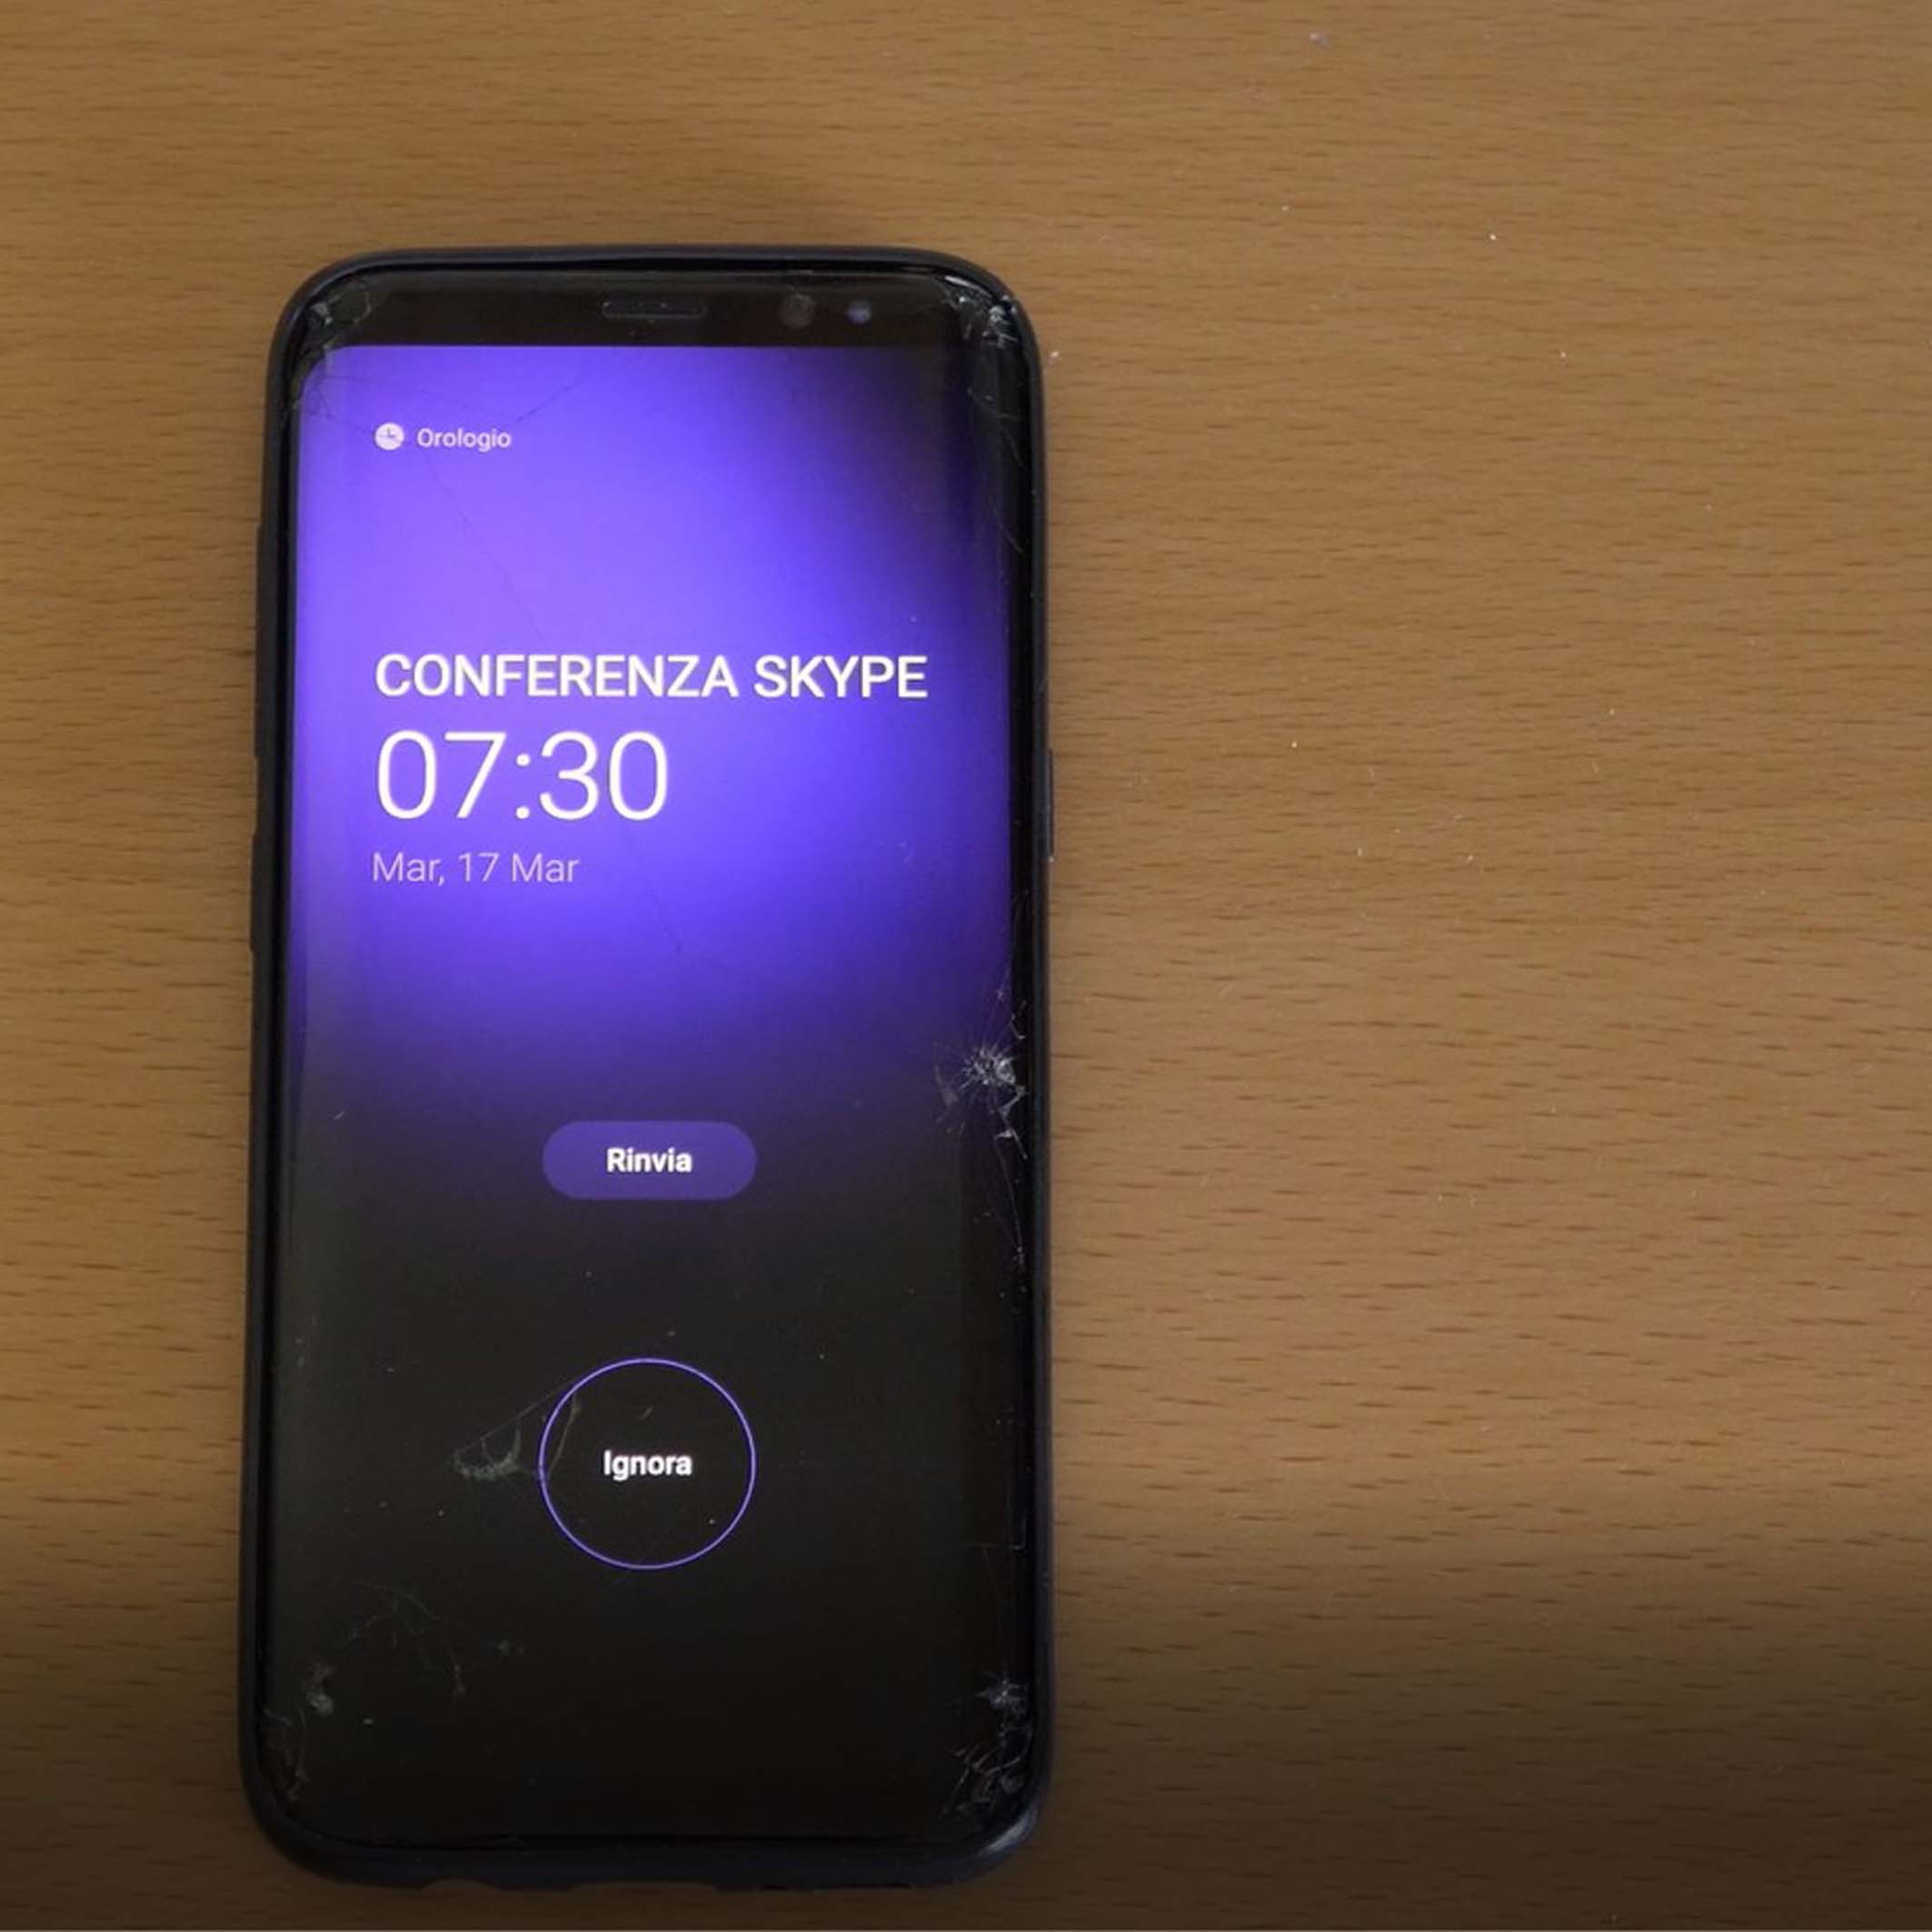 Orologio
CONFERENZA SKYPE
07:30
Mar, 17 Mar
Rinvia
Ignora